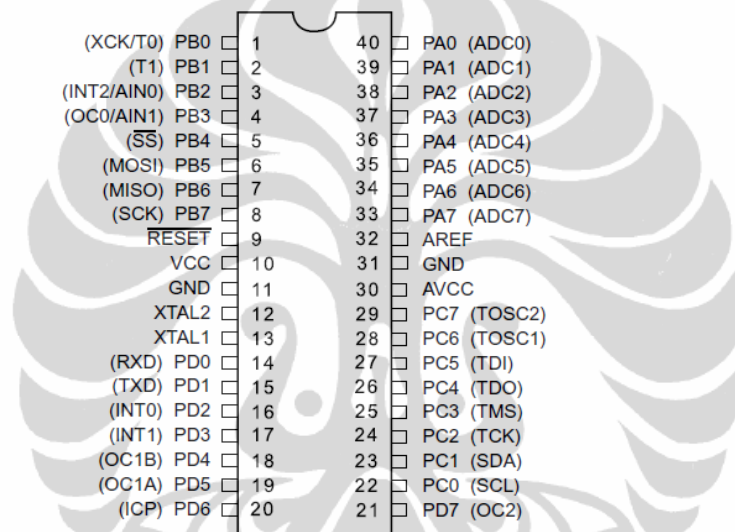 (XCK/T0) PB0 1 40 PA0 (ADC0)
(T1) PB1 2 39 PA1 (ADC1)
(INT2/AIN0) PB2 3 38 PA2 (ADC2)
(OC0/AIN1) PB3 4 37 PA3 (ADC3)
(SS) PB4 5 36 PA4 (ADC4)
(MOSI) PB5 6 35 PA5 (ADC5)
(MISO) PB6 7 34 PA6 (ADC6)
(SCK) PB7 8 33 PA7 (ADC7)
RESET 9 32 AREF
VCC 10 31 GND
GND 11 30 AVCC
XTAL2 12 29 PC7 (TOSC2)
XTAL1 13 28 PC6 (TOSC1)
(RXD) PD0 14 27 PC5 (TDI)
(TXD) PD1 15 26 PC4 (TDO)
(INT0) PD2 16 25 PC3 (TMS)
(INT1) PD3 17 24 PC2 (TCK)
(OC1B) PD4 18 23 PC1 (SDA)
(OC1A) PD5 19 22 PC0 (SCL)
(ICP) PD6 20 21 PD7 (OC2)